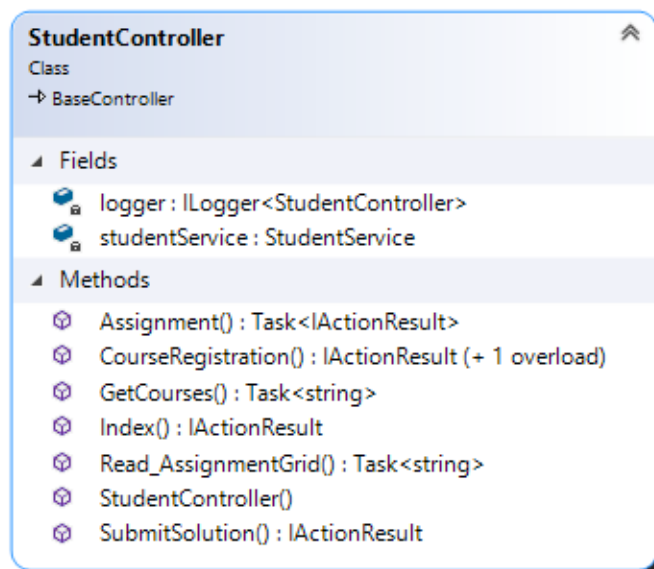 StudentController
Class
BaseController
Fields
logger : ILogger<StudentController>
studentService : StudentService
Methods
Assignment() : Task<IActionResult>
CourseRegistration() : IActionResult (+ 1 overload)
GetCourses() : Task<string>
Index() : IActionResult
Read_AssignmentGrid() : Task<string>
StudentController()
SubmitSolution() : IActionResult